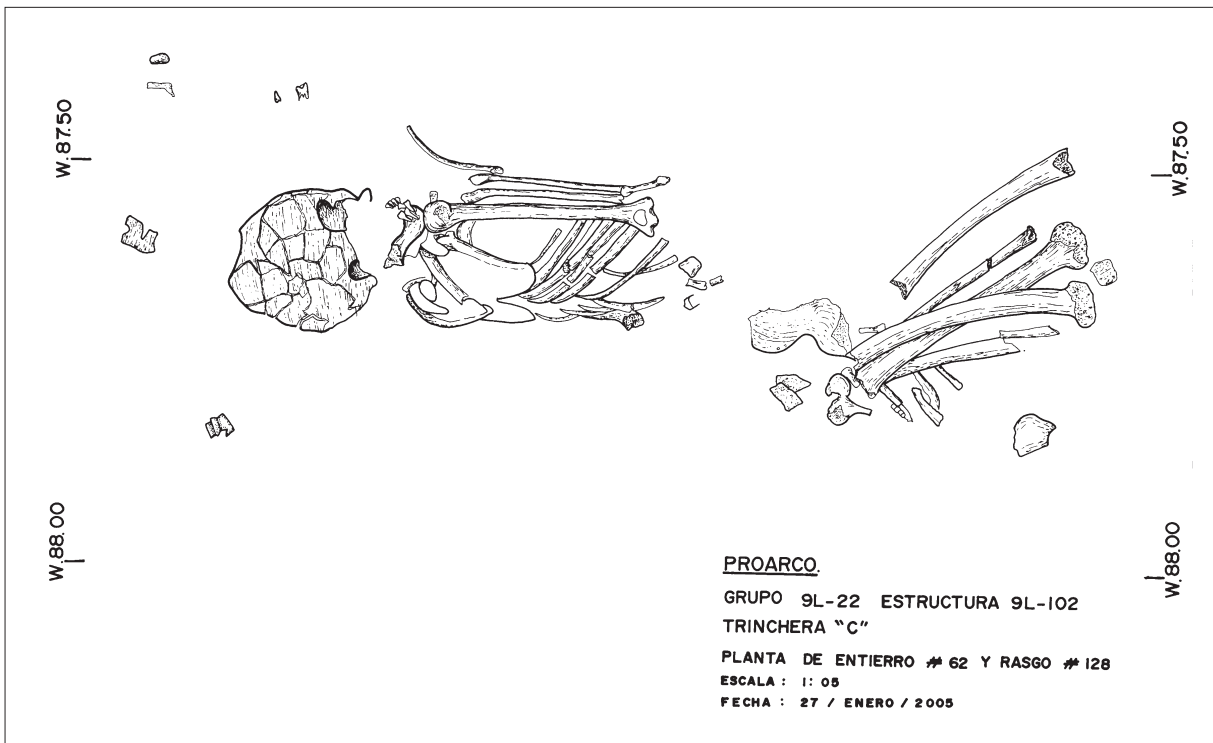 W.87.50
W.87.50
W.88.00
W.88.00
PROARCO.
GRUPO 9L-22 ESTRUCTURA 9L-102
TRINCHERA "C"
PLANTA DE ENTIERRO # 62 Y RASGO # 128
ESCALA : 1: 05
FECHA : 27 / ENERO / 2005